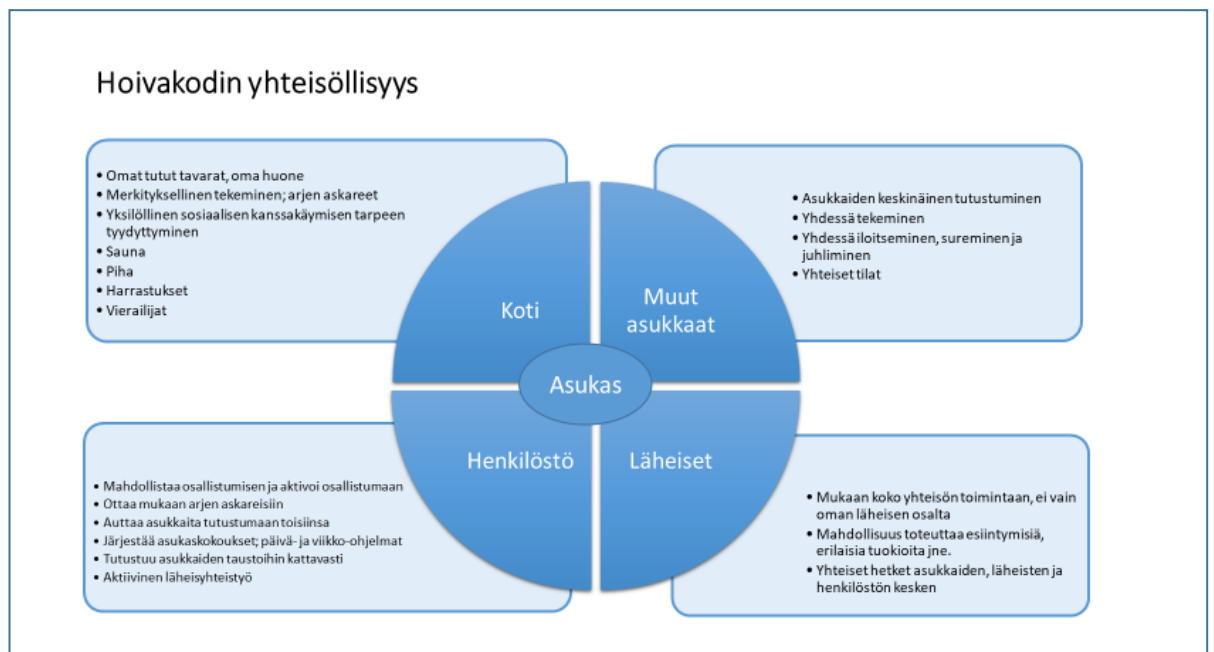 Hoivakodin yhteisöllisyys
• Omat tutut tavarat, oma huone
• Merkityksellinen tekeminen; arjen askareet
• Yksilöllinen sosiaalisen kanssakäymisen tarpeen
tyydyttyminen
• Sauna
• Piha
• Harrastukset
• Vierailijat
• Asukkaiden keskinäinen tutustuminen
• Yhdessä tekeminen
• Yhdessä iloitseminen, sureminen ja
juhliminen
• Yhteiset tilat
Koti
Muut
asukkaat
Asukas
Henkilöstö
Läheiset
• Mahdollistaa osallistumisen ja aktivoi osallistumaan
• Ottaa mukaan arjen askareisiin
• Auttaa asukkaita tutustumaan toisiinsa
• Järjestää asukaskokoukset; päivä- ja viikko-ohjelmat
• Tutustuu asukkaiden taustoihin kattavasti
• Aktiivinen läheisyhteistyö
• Mukaan koko yhteisön toimintaan, ei vain
oman läheisen osalta
• Mahdollisuus toteuttaa esiintymisiä,
erilaisia tuokioita jne.
• Yhteiset hetket asukkaiden, läheisten ja
henkilöstön kesken